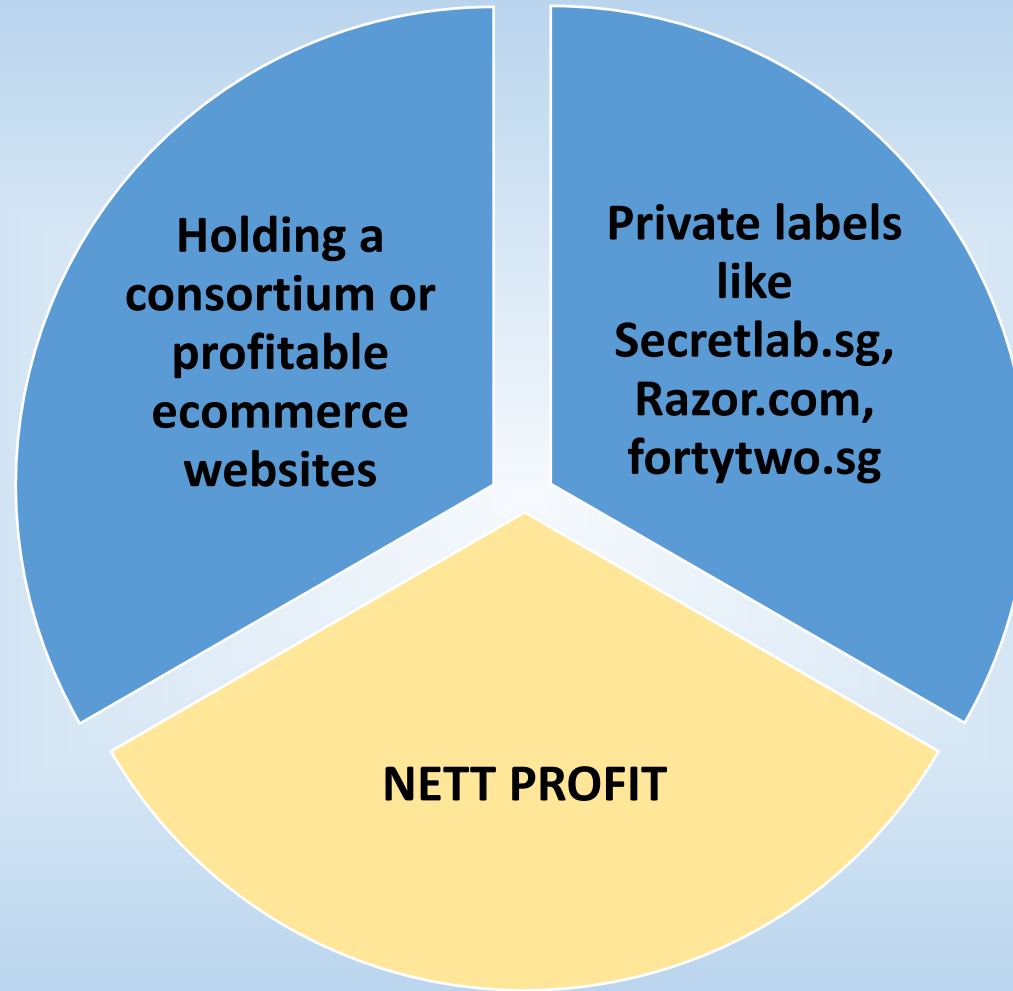 Holding a
consortium or
profitable
ecommerce
websites
Private labels
like
Secretlab.sg,
Razor.com,
fortytwo.sg
NETT PROFIT